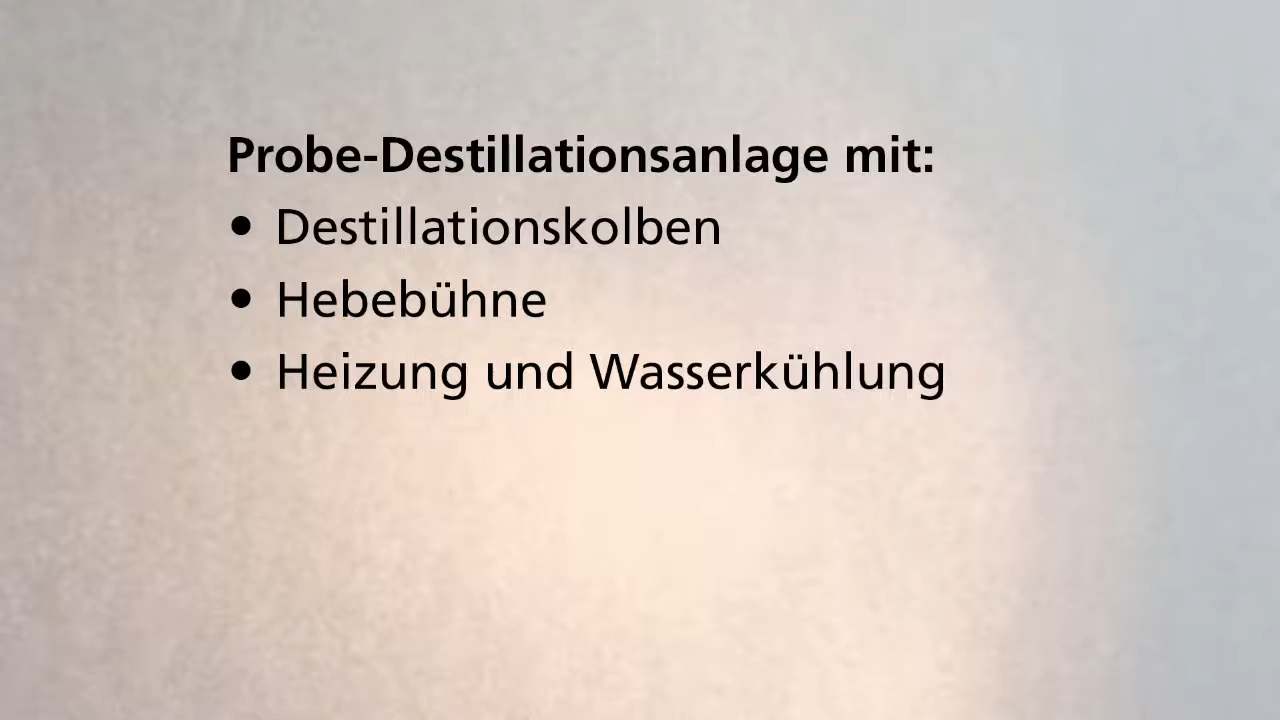 Probe-Destillationsanlage mit:
• Destillationskolben
• Hebebühne
• Heizung und Wasserkühlung